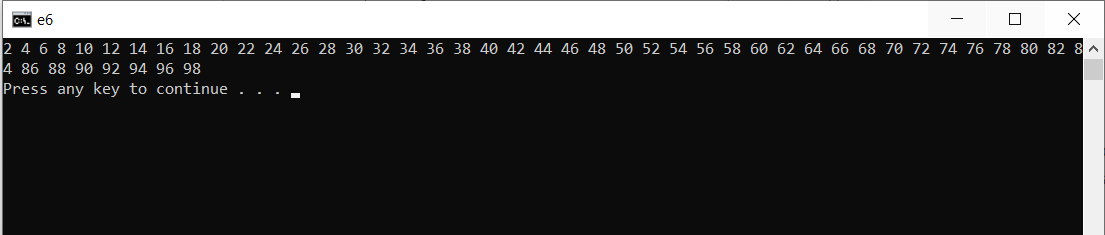 e6
2 4 6 8 10 12 14 16 18 20 22 24 26 28 30 32 34 36 38 40 42 44 46 48 50 52 54 56 58 60 62 64 66 68 70 72 74 76 78 80 82 8
4 86 88 90 92 94 96 98
Press any key to continue . . .